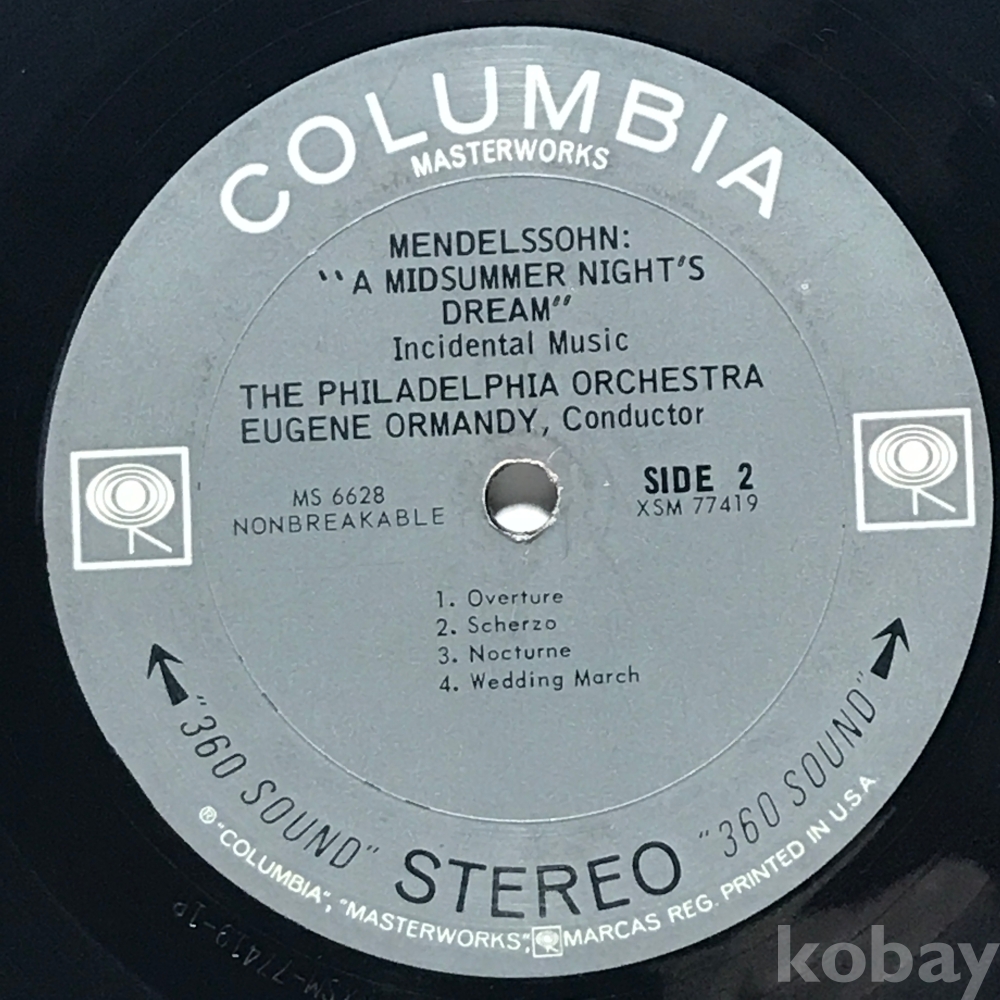 COLUMBIA
MASTERWORKS
MENDELSSOHN:
‘‘A MIDSUMMER NIGHT'S
DREAM”
Incidental Music
THE PHILADELPHIA ORCHESTRA
EUGENE ORMANDY, Conductor
MS 6628
NONBREAKABLE
SIDE 2
XSM 77419
1. Overture
2. Scherzo
3. Nocturne
4. Wedding March
"360 SOUND" STEREO "360 SOUND"
® "COLUMBIA", "MASTERWORKS", MARCAS REG. PRINTED IN U.S.A.
XSM-77419-1P
kobay